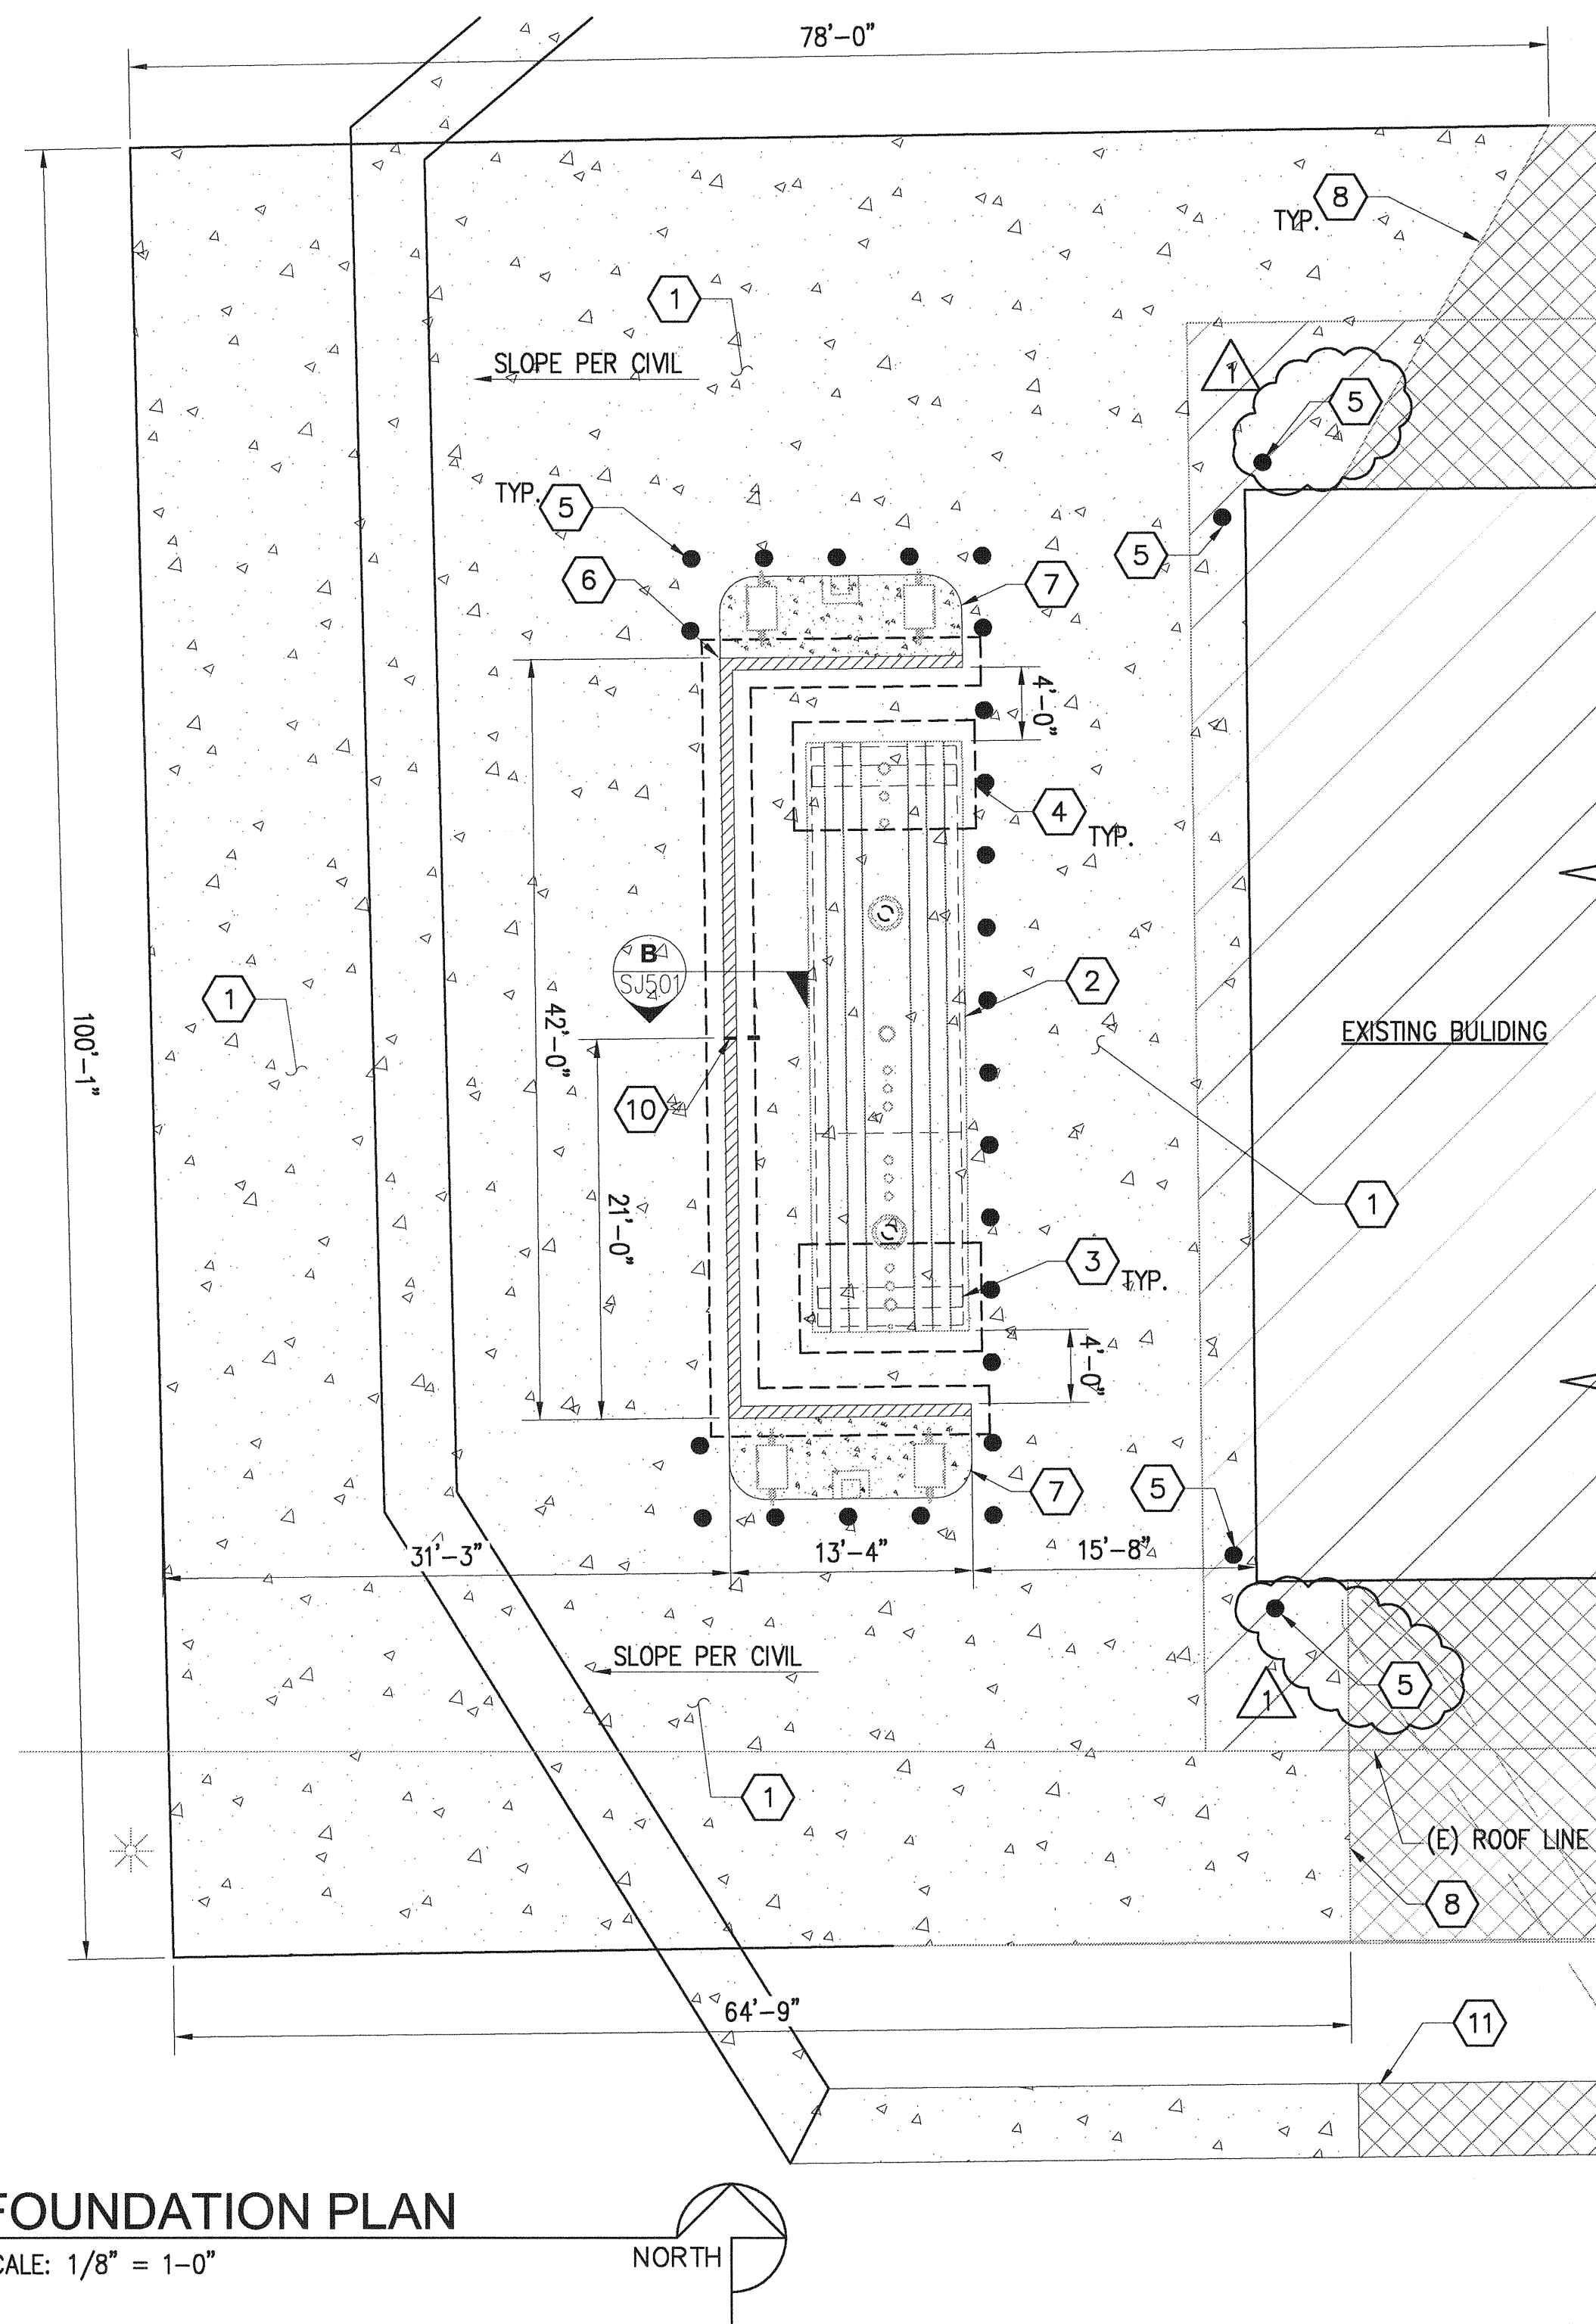 78'-0"
8
TYP.
1
SLOPE PER CIVIL
1
5
TYP. 5
5
6
7
4'-0"
4
TYP.
B
SJ501
2
1
42'-0"
100'-1"
EXISTING BULIDING
10
21'-0"
1
3
TYP.
4'-0"
7
5
31'-3"
13'-4"
15'-8"
SLOPE PER CIVIL
5
1
1
(E) ROOF LINE
8
64'-9"
11
FOUNDATION PLAN
NORTH
SCALE: 1/8" = 1-0"